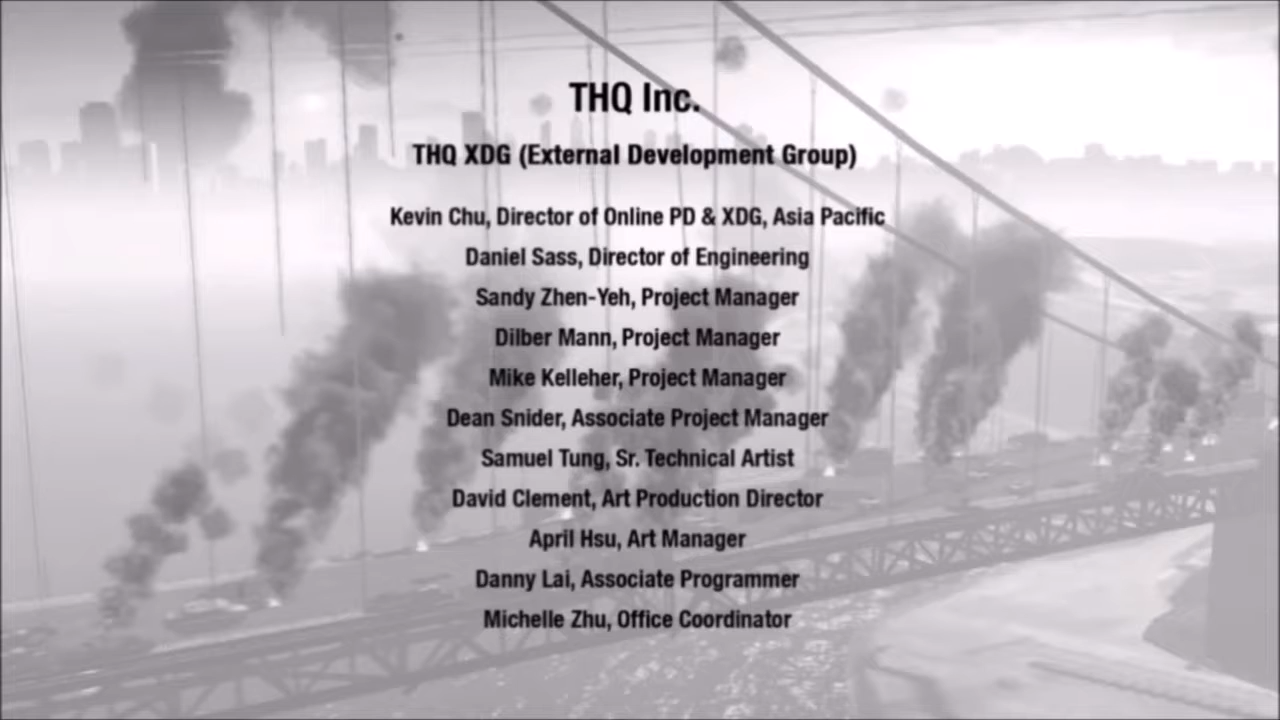 THQ Inc.
THQ XDG (External Development Group)
Kevin Chu, Director of Online PD & XDG, Asia Pacific
Daniel Sass, Director of Engineering
Sandy Zhen-Yeh, Project Manager
Dilber Mann, Project Manager
Mike Kelleher, Project Manager
Dean Snider, Associate Project Manager
Samuel Tung, Sr. Technical Artist
David Clement, Art Production Director
April Hsu, Art Manager
Danny Lai, Associate Programmer
Michelle Zhu, Office Coordinator